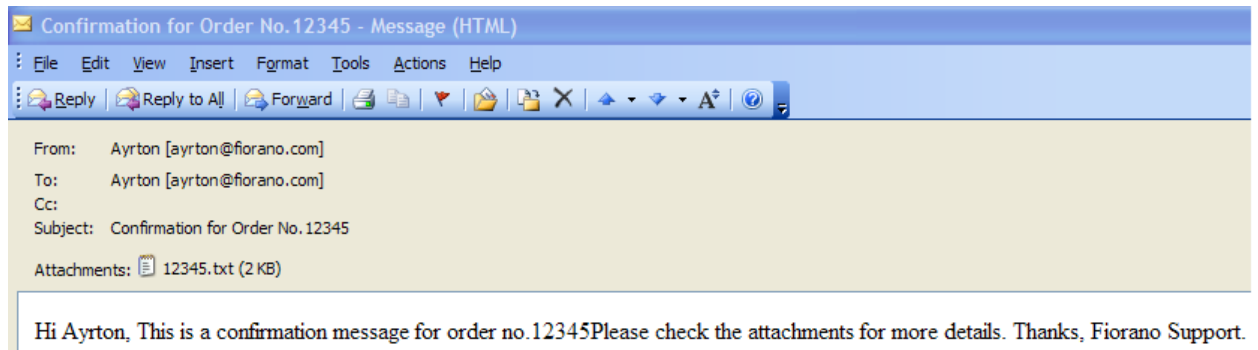 Confirmation for Order No.12345 - Message (HTML)
File Edit View Insert Format Tools Actions Help
Reply Reply to All Forward A
From: Ayrton [ayrton@fiorano.com]
To: Ayrton [ayrton@fiorano.com]
Cc:
Subject: Confirmation for Order No.12345
Attachments: 12345.txt (2 KB)
Hi Ayrton, This is a confirmation message for order no.12345Please check the attachments for more details. Thanks, Fiorano Support.